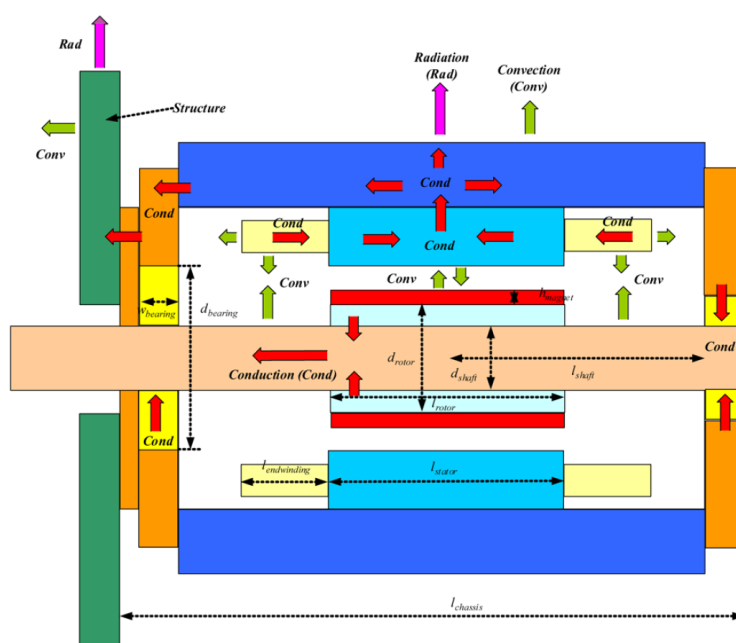 Rad
Radiation
(Rad)
Convection
(Conv)
Structure
Conv
Cond
Cond
Cond
Cond
Cond
Conv
Conv
Conv
h_magnet
w_bearing
d_bearing
d_rotor
d_shaft
l_shaft
Cond
Conduction (Cond)
l_rotor
Cond
l_endwinding
l_stator
l_chassis